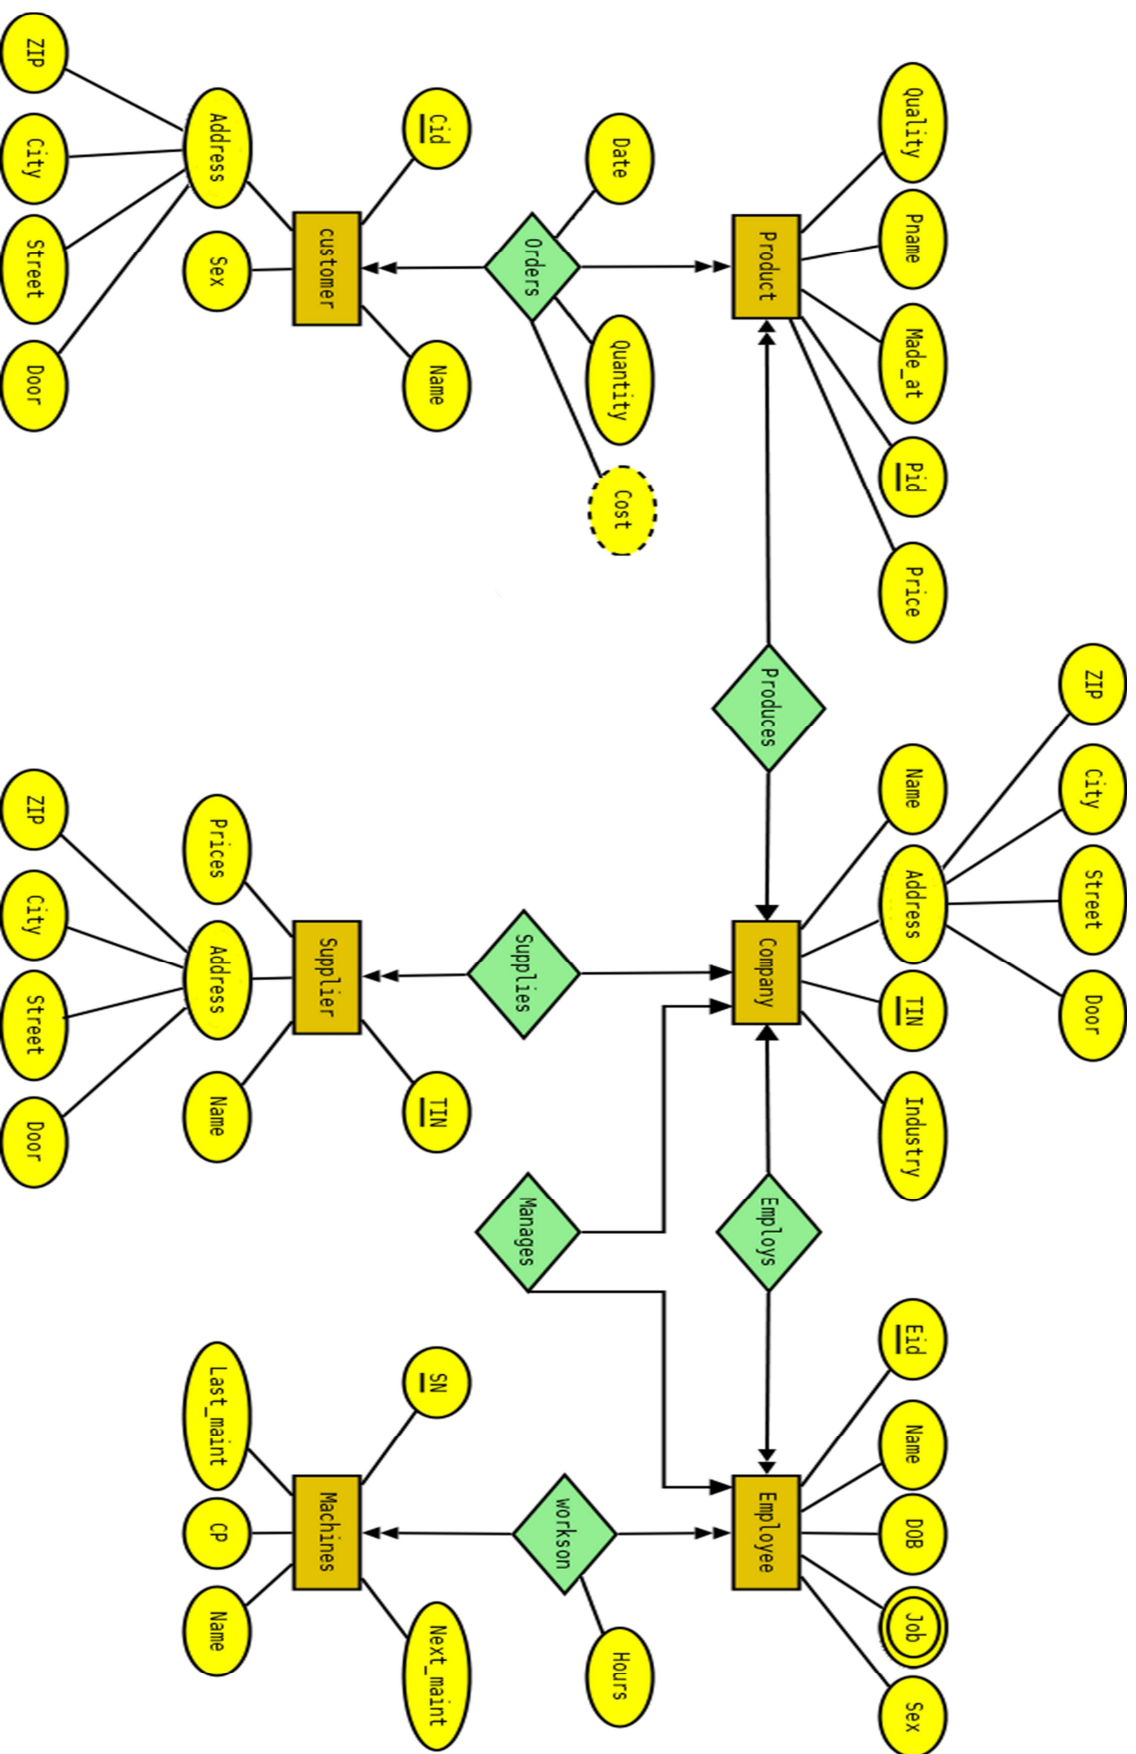 ZIP
City
Street
Door
Name
Address
TIN
Industry
Quality
Pname
Made_at
Pid
Price
Eid
Name
DOB
Job
Sex
Product
Produces
Company
Employs
Employee
Date
Quantity
Cost
Hours
Orders
Supplies
Manages
workson
Cid
Name
TIN
SN
Next_maint
customer
Supplier
Machines
Address
Sex
Prices
Address
Name
Last_maint
CP
Name
ZIP
City
Street
Door
ZIP
City
Street
Door